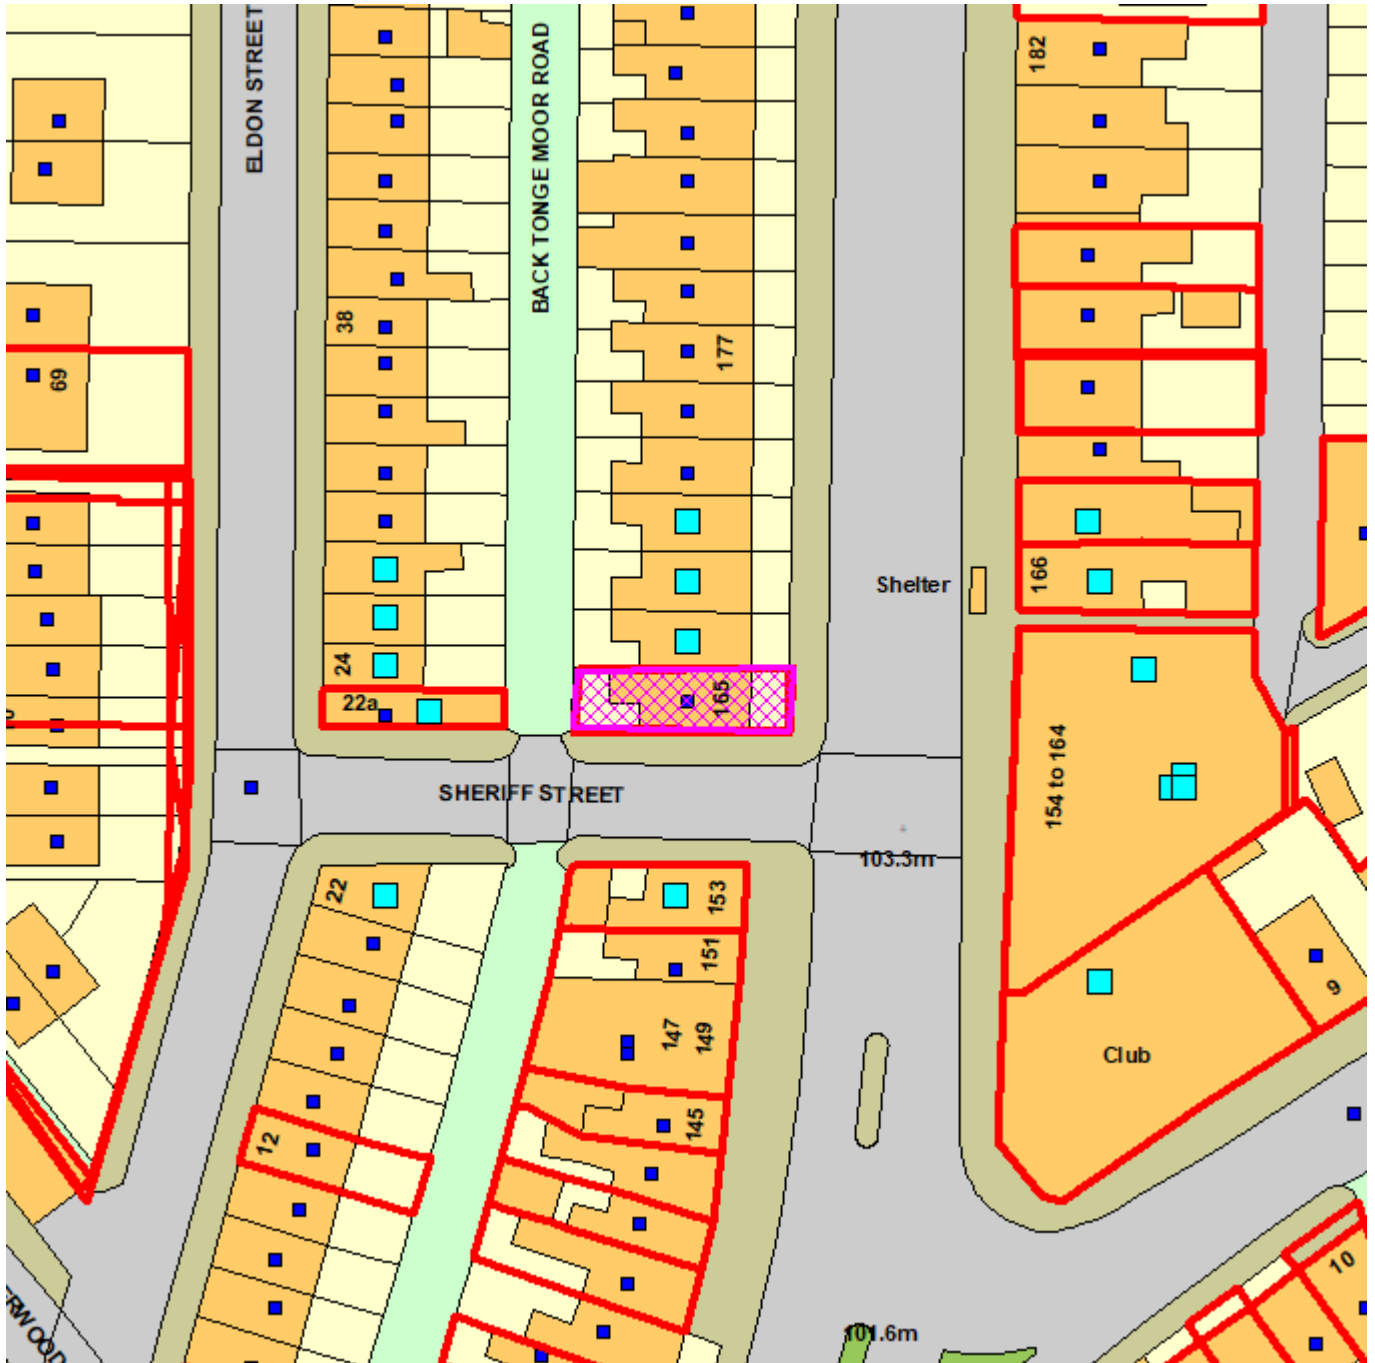 ELDON STREET
BACK TONGE MOOR ROAD
182
38
177
69
Shelter
166
24
22a
165
154 to 164
SHERIFF STREET
103.3m
22
153
151
147
149
9
Club
145
12
10
101.6m